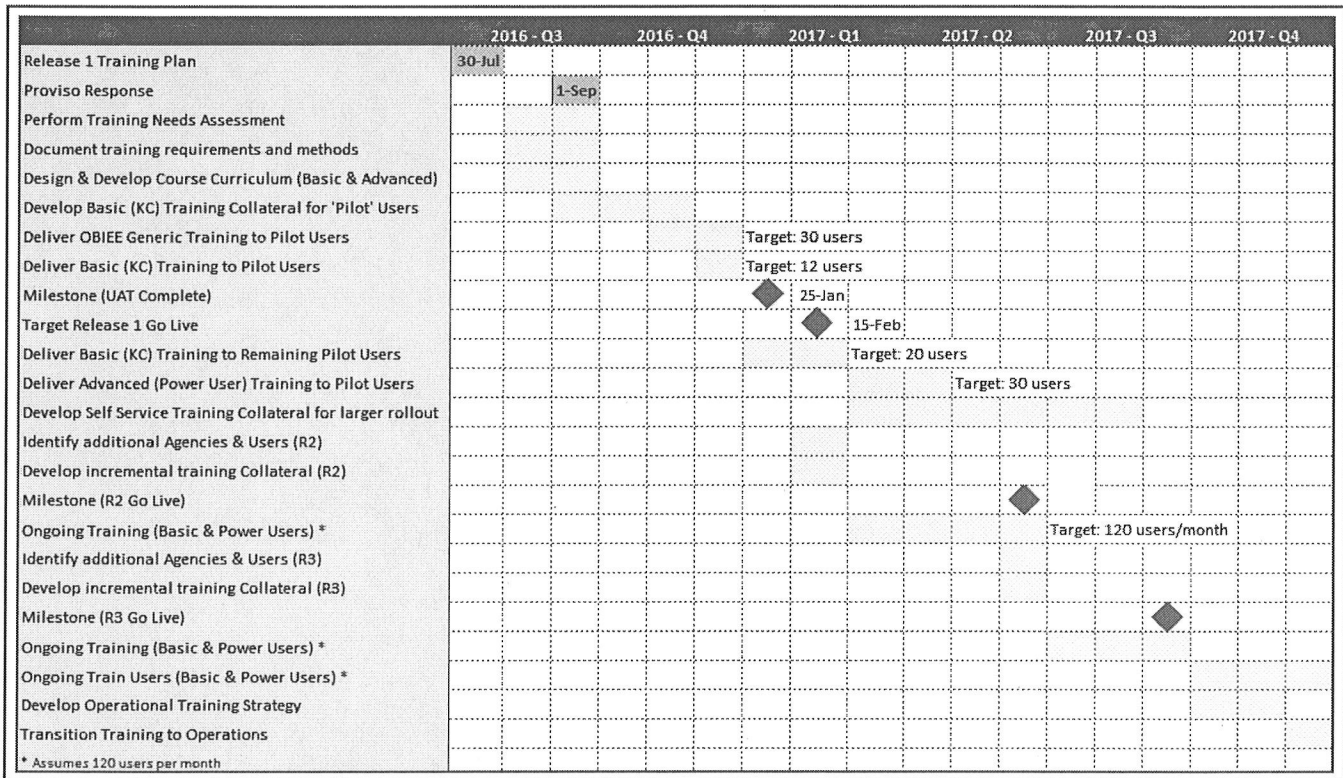 2016 - Q3 2016 - Q4 2017 - Q1 2017 - Q2 2017 - Q3 2017 - Q4
Release 1 Training Plan 30-Jul
Proviso Response 1-Sep
Perform Training Needs Assessment
Document training requirements and methods
Design & Develop Course Curriculum (Basic & Advanced)
Develop Basic (KC) Training Collateral for 'Pilot' Users
Deliver OBIEE Generic Training to Pilot Users Target: 30 users
Deliver Basic (KC) Training to Pilot Users Target: 12 users
Milestone (UAT Complete) 25-Jan
Target Release 1 Go Live 15-Feb
Deliver Basic (KC) Training to Remaining Pilot Users Target: 20 users
Deliver Advanced (Power User) Training to Pilot Users Target: 30 users
Develop Self Service Training Collateral for larger rollout
Identify additional Agencies & Users (R2)
Develop incremental training Collateral (R2)
Milestone (R2 Go Live)
Ongoing Training (Basic & Power Users) * Target: 120 users/month
Identify additional Agencies & Users (R3)
Develop incremental training Collateral (R3)
Milestone (R3 Go Live)
Ongoing Training (Basic & Power Users) *
Ongoing Train Users (Basic & Power Users) *
Develop Operational Training Strategy
Transition Training to Operations
* Assumes 120 users per month